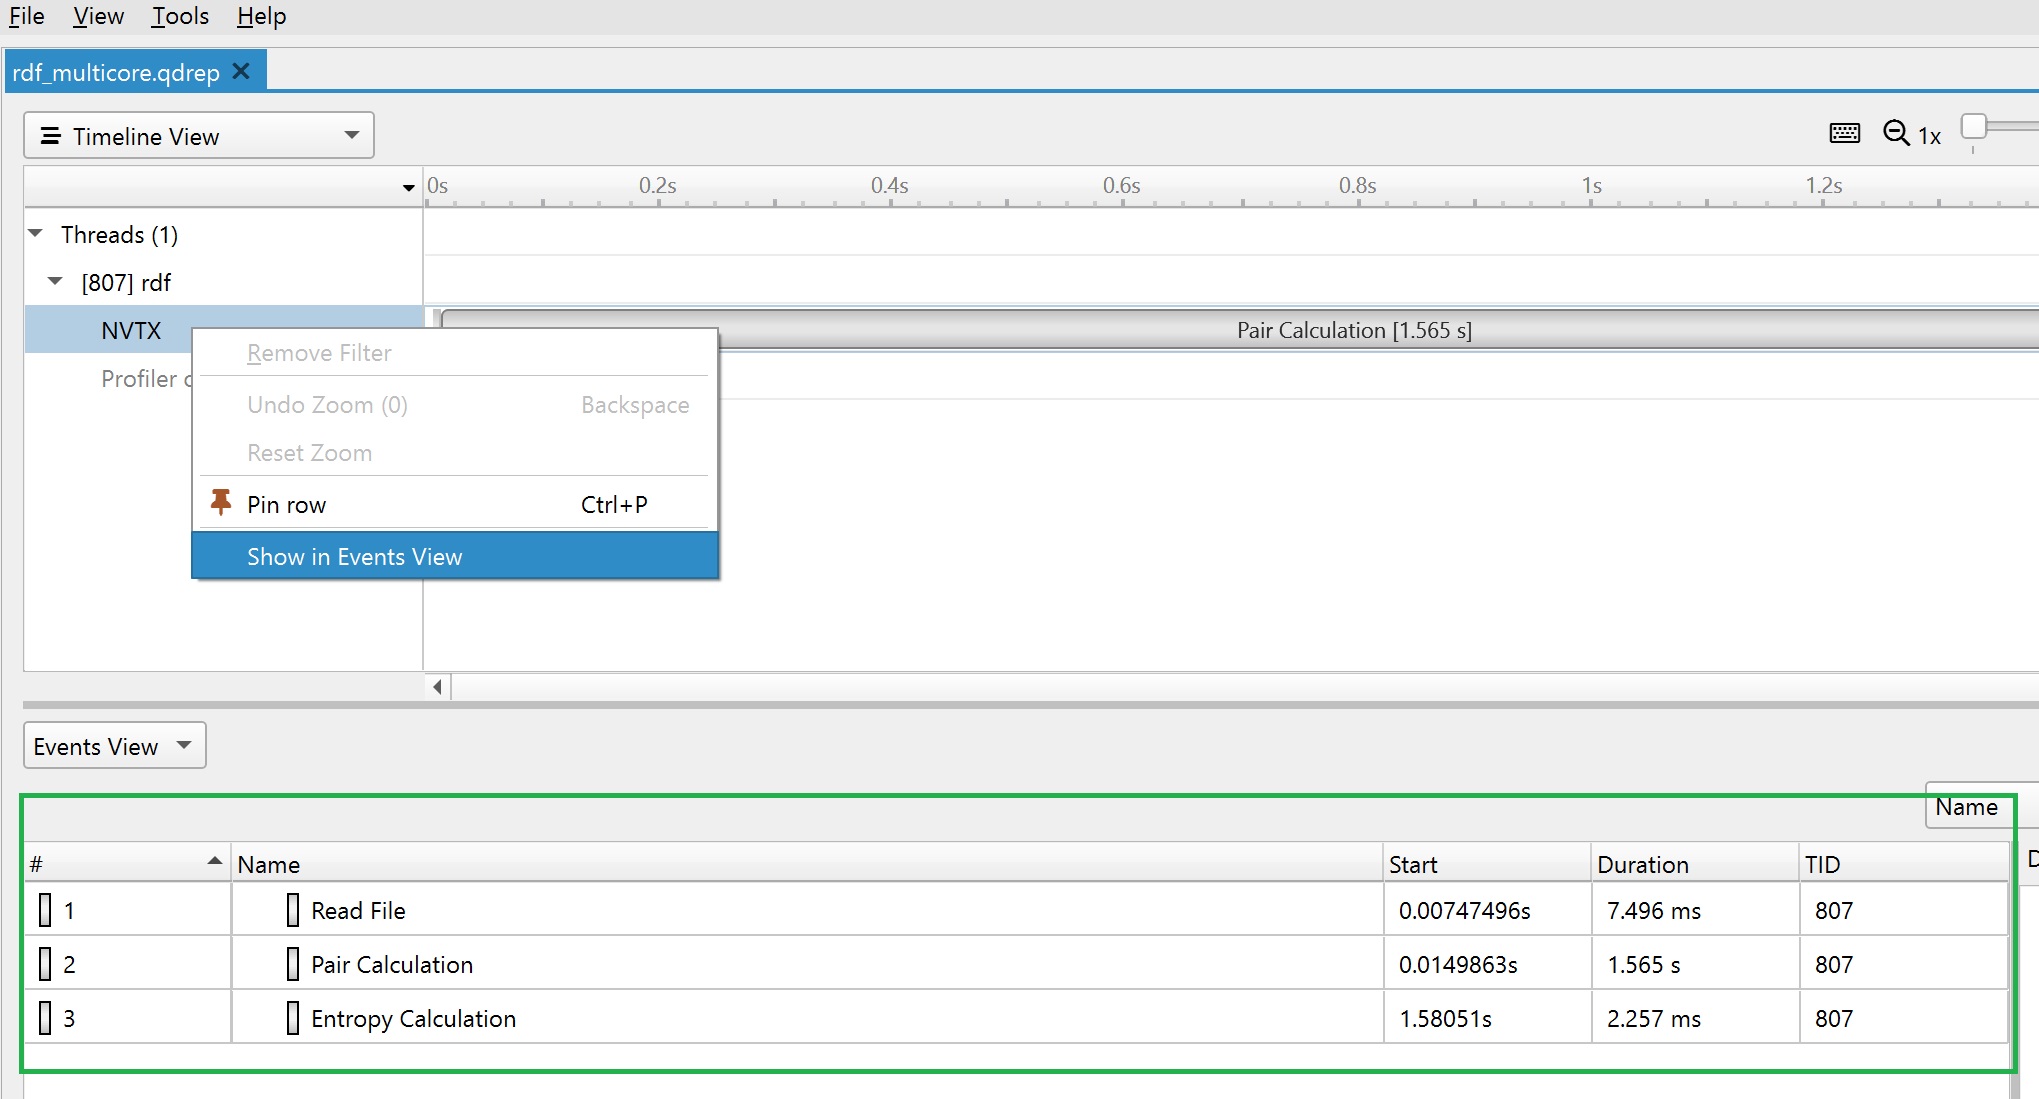 File View Tools Help
rdf_multicore.qdrep
Timeline View
1x
0s 0.2s 0.4s 0.6s 0.8s 1s 1.2s
Threads (1)
[807] rdf
NVTX
Pair Calculation [1.565 s]
Profiler
Remove Filter
Undo Zoom (0) Backspace
Reset Zoom
Pin row Ctrl+P
Show in Events View
Events View
Name
# Name Start Duration TID
1 Read File 0.00747496s 7.496 ms 807
2 Pair Calculation 0.0149863s 1.565 s 807
3 Entropy Calculation 1.58051s 2.257 ms 807